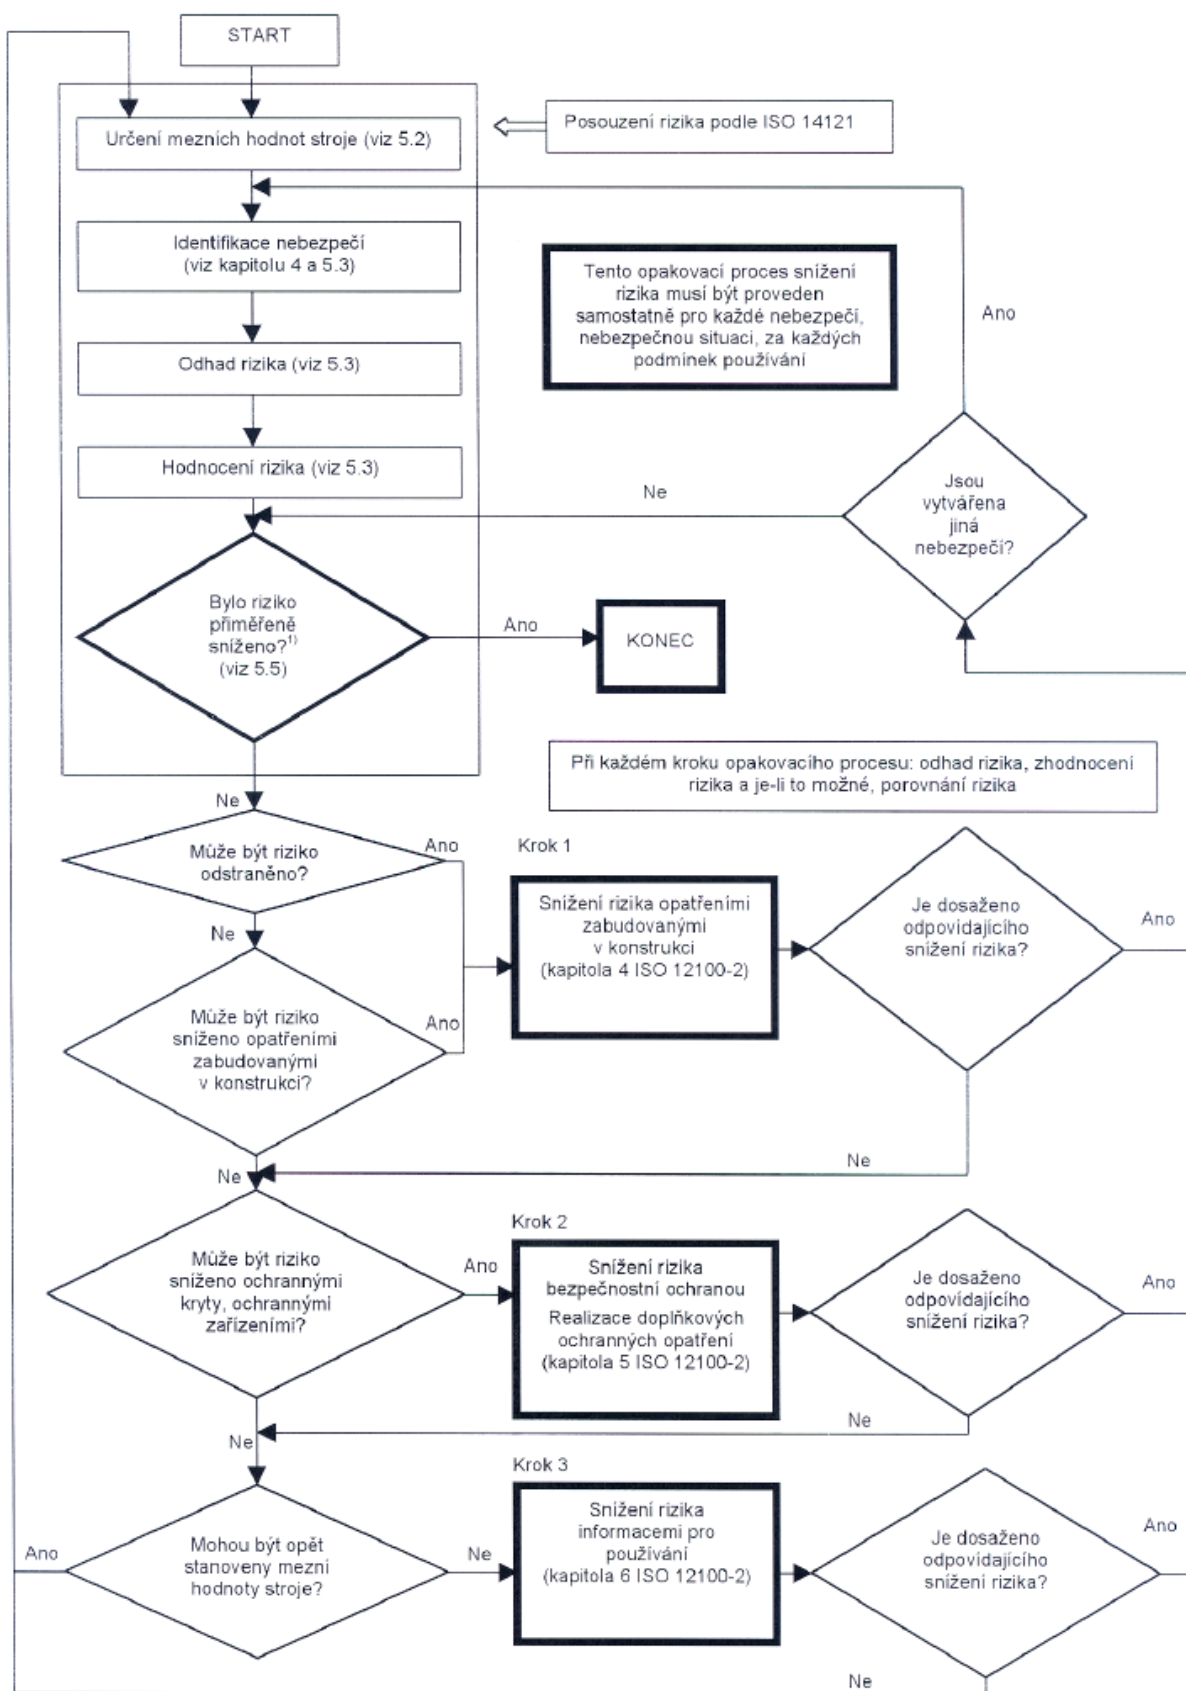 START
Určení mezních hodnot stroje (viz 5.2)
Posouzení rizika podle ISO 14121
Identifikace nebezpečí
(viz kapitolu 4 a 5.3)
Tento opakovací proces snížení
rizika musí být proveden
samostatně pro každé nebezpečí,
nebezpečnou situaci, za každých
podmínek používání
Ano
Odhad rizika (viz 5.3)
Hodnocení rizika (viz 5.3)
Ne
Jsou
vytvářena
jiná
nebezpečí?
Bylo riziko
přiměřeně
sníženo?1)
(viz 5.5)
Ano
KONEC
Při každém kroku opakovacího procesu: odhad rizika, zhodnocení
rizika a je-li to možné, porovnání rizika
Ne
Může být riziko
odstraněno?
Ano
Krok 1
Snížení rizika opatřeními
zabudovanými
v konstrukci
(kapitola 4 ISO 12100-2)
Je dosaženo
odpovídajícího
snížení rizika?
Ano
Ne
Může být riziko
sníženo opatřeními
zabudovanými
v konstrukci?
Ano
Ne
Ne
Může být riziko
sníženo ochrannými
kryty, ochrannými
zařízeními?
Ano
Krok 2
Snížení rizika
bezpečnostní ochranou
Realizace doplňkových
ochranných opatření
(kapitola 5 ISO 12100-2)
Je dosaženo
odpovídajícího
snížení rizika?
Ano
Ne
Ne
Ano
Mohou být opět
stanoveny mezní
hodnoty stroje?
Ne
Krok 3
Snížení rizika
informacemi pro
používání
(kapitola 6 ISO 12100-2)
Je dosaženo
odpovídajícího
snížení rizika?
Ano
Ne